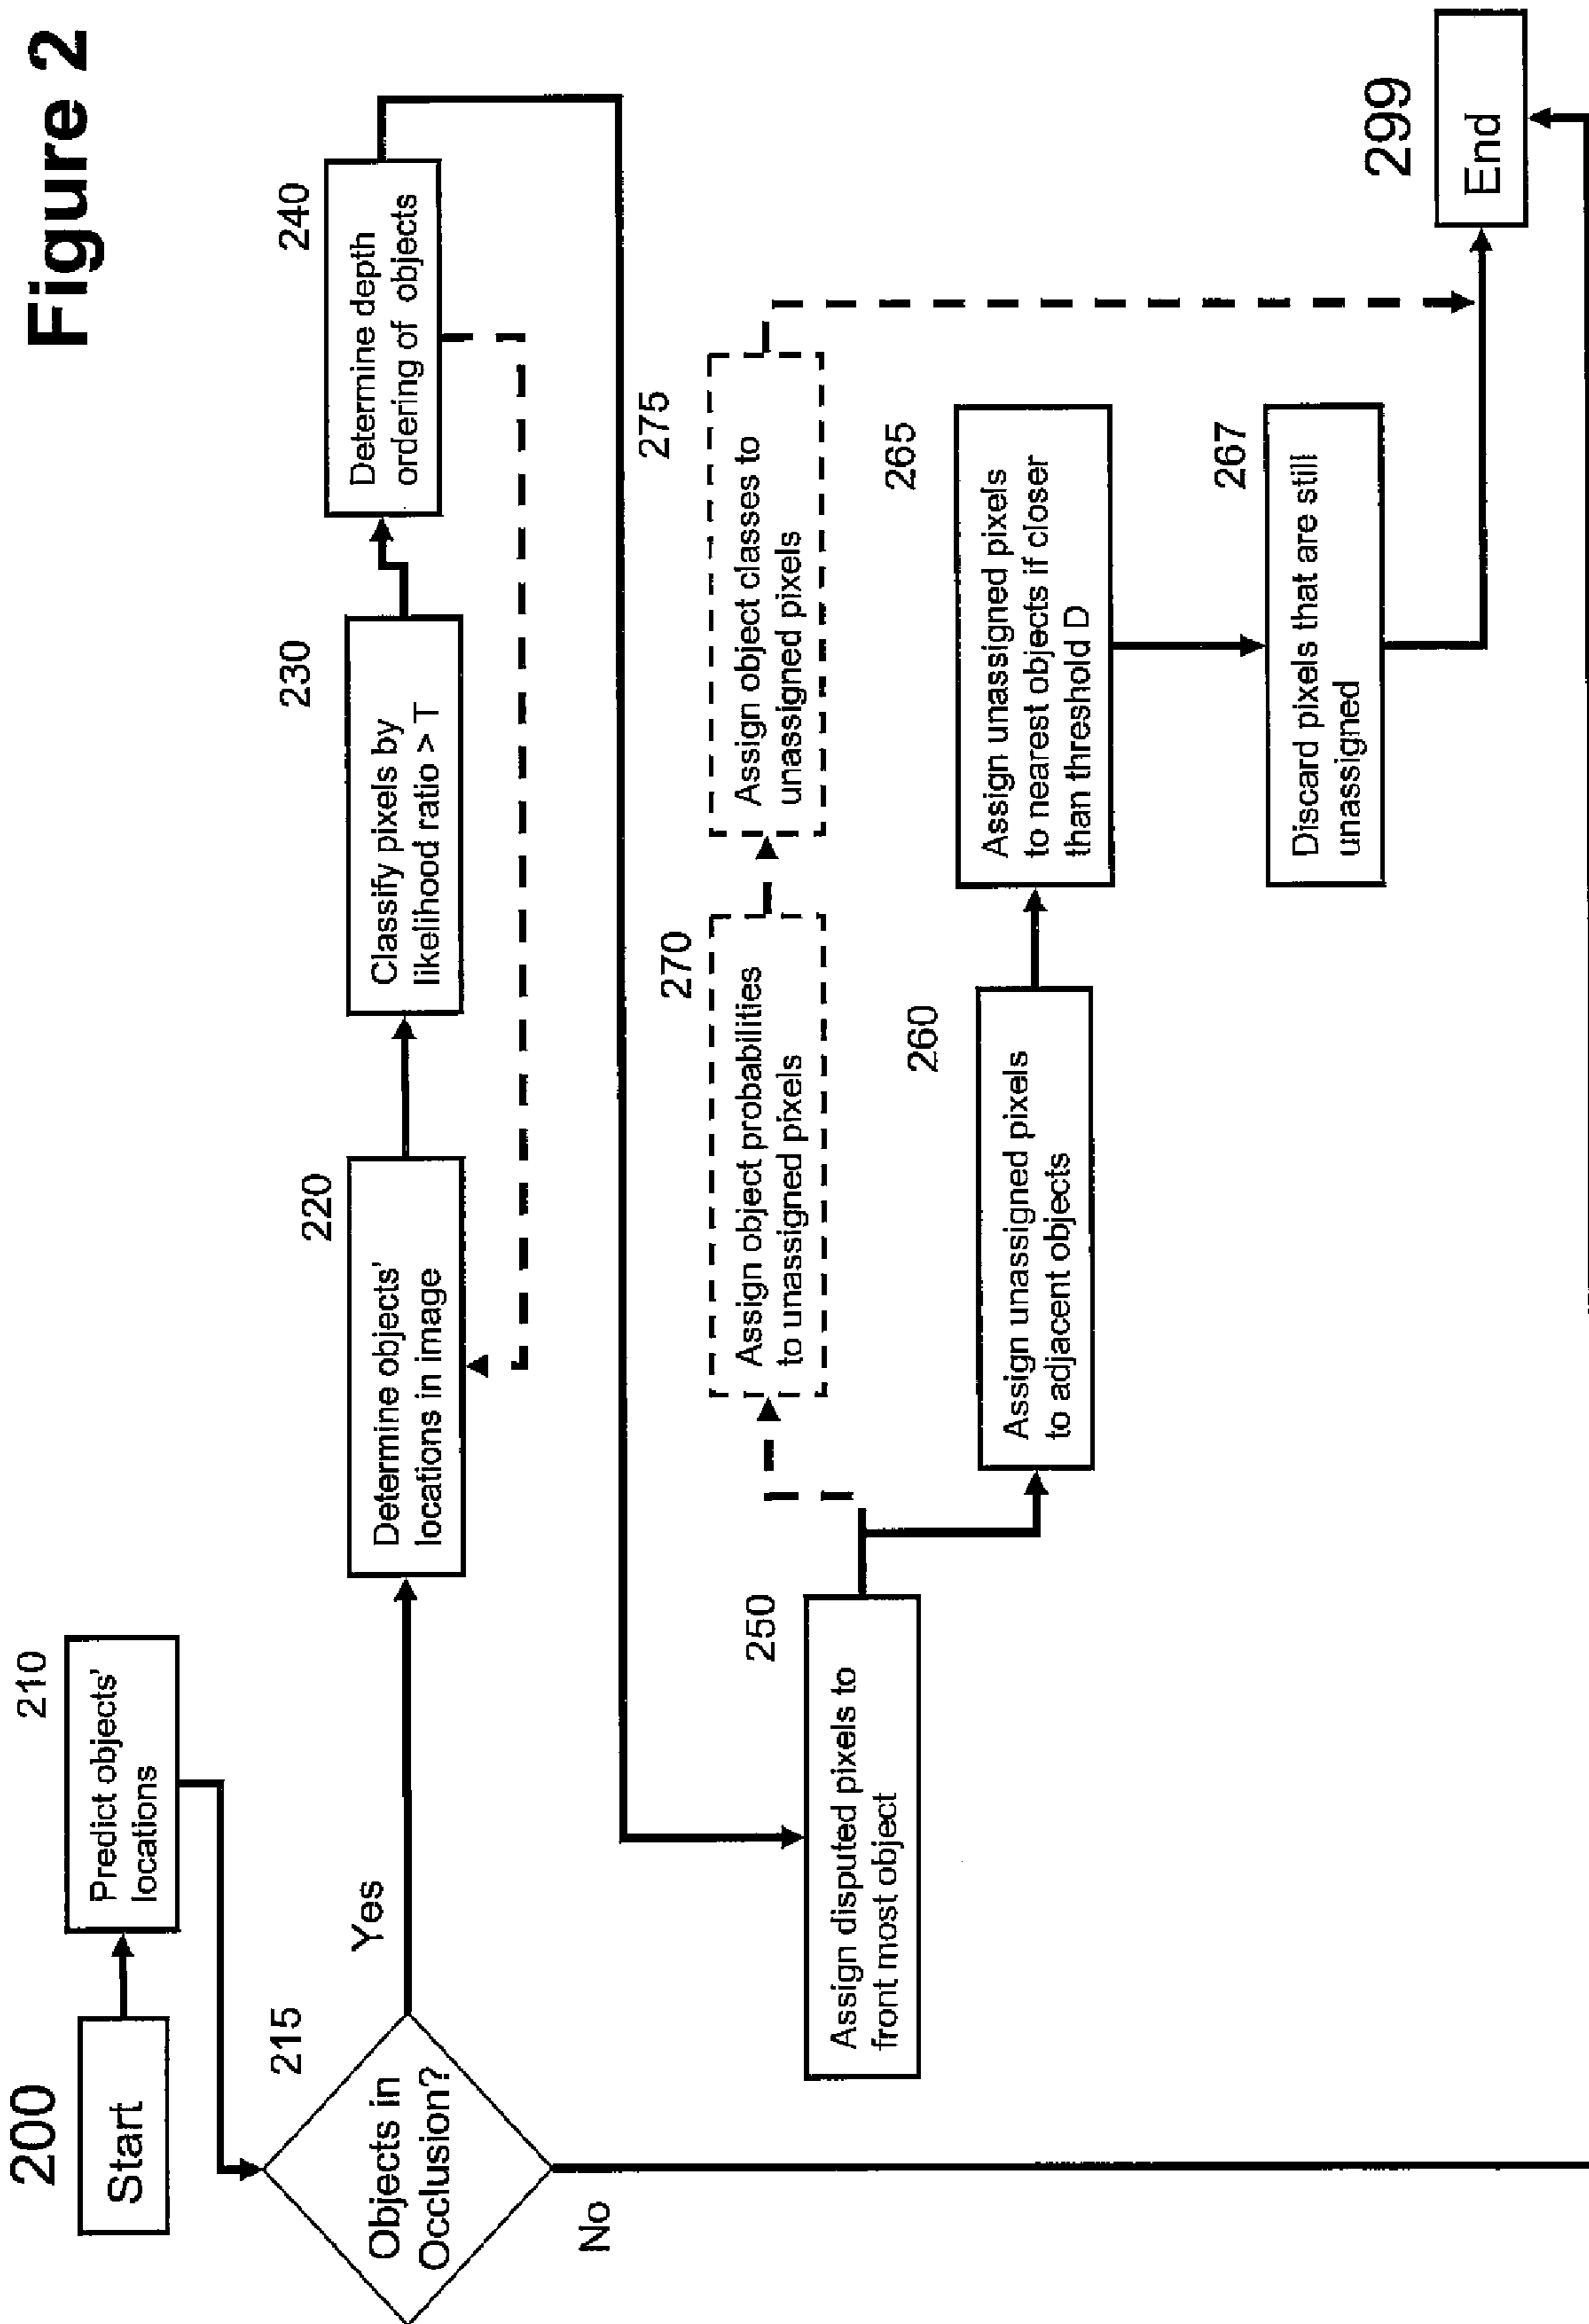 Figure 2
200
Start
210
Predict objects'
locations
215
Objects in
Occlusion?
Yes
No
220
Determine objects'
locations in image
230
Classify pixels by
likelihood ratio > T
240
Determine depth
ordering of objects
250
Assign disputed pixels to
front most object
270
Assign object probabilities
to unassigned pixels
275
Assign object classes to
unassigned pixels
260
Assign unassigned pixels
to adjacent objects
265
Assign unassigned pixels
to nearest objects if closer
than threshold D
267
Discard pixels that are still
unassigned
299
End